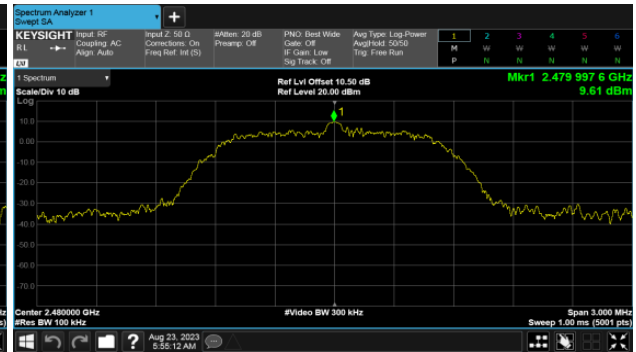 Spectrum Analyzer 1
Swept SA
+
KEYSIGHT Input: RF Input Z: 50 Ω #Atten: 20 dB PNO: Best Wide Avg Type: Log-Power 1 2 3 4 5 6
RL Coupling: AC Corrections: On Preamp: Off Gate: Off Avg|Hold: 50/50 M W W W W W
Align: Auto Freq Ref: Int (S) IF Gain: Low Trig: Free Run
LXI Sig Track: Off P N N N N N
z 1 Spectrum Ref Lvl Offset 10.50 dB Mkr1 2.479 997 6 GHz
m Scale/Div 10 dB Ref Level 20.00 dBm 9.61 dBm
Log
1
10.0
0.00
-10.0
-20.0
-30.0
-40.0
-50.0
-60.0
-70.0
Hz Center 2.480000 GHz #Video BW 300 kHz Span 3.000 MHz
s) #Res BW 100 kHz Sweep 1.00 ms (5001 pts)
? Aug 23, 2023
5:55:12 AM